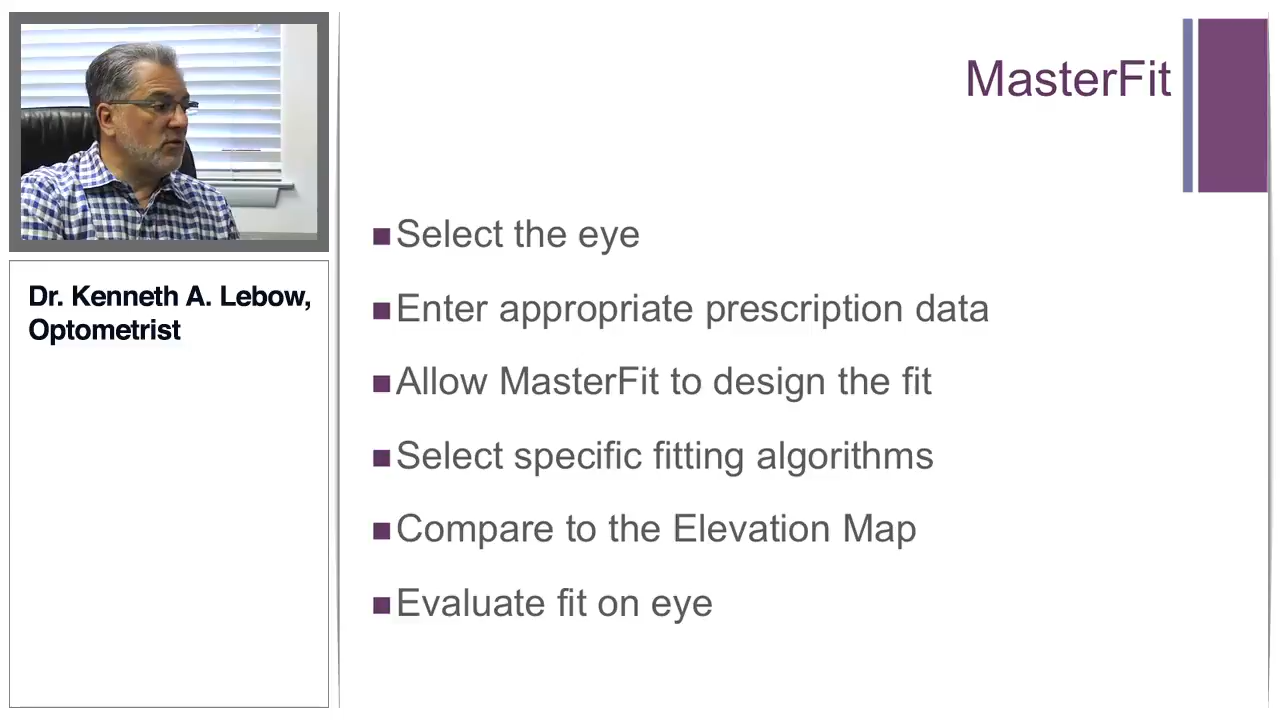 MasterFit
Dr. Kenneth A. Lebow,
Optometrist
Select the eye
Enter appropriate prescription data
Allow MasterFit to design the fit
Select specific fitting algorithms
Compare to the Elevation Map
Evaluate fit on eye